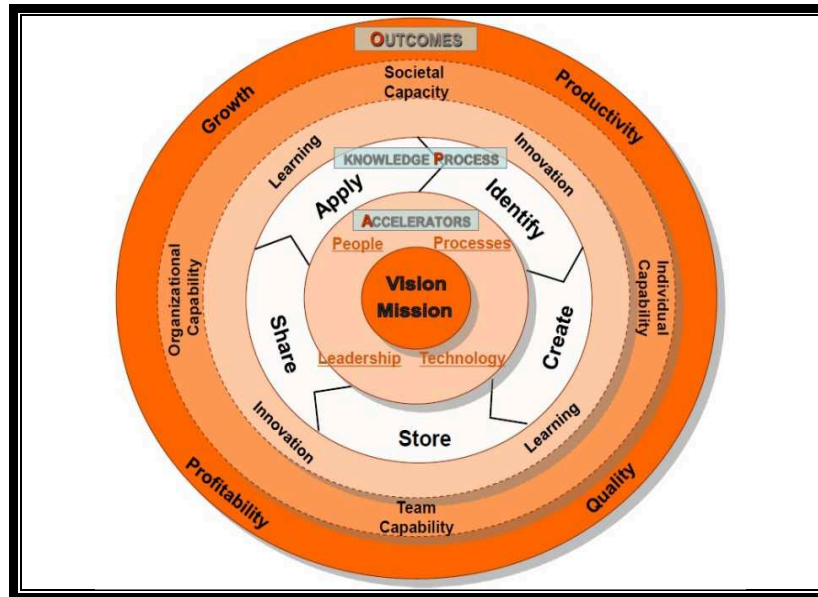 OUTCOMES
Growth
Productivity
Societal
Capacity
Learning
Innovation
KNOWLEDGE PROCESS
Apply
Identify
ACCELERATORS
People
Processes
Vision
Mission
Organizational
Capability
Individual
Capability
Share
Create
Leadership
Technology
Store
Innovation
Learning
Team
Capability
Profitability
Quality